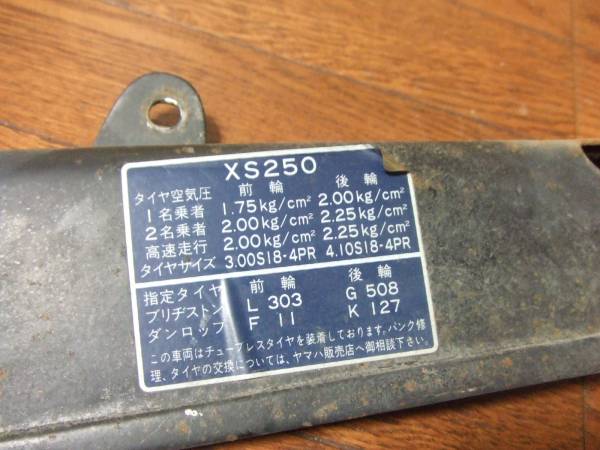 XS250
タイヤ空気圧 前輪 後輪
1名乗者 1.75kg/cm² 2.00kg/cm²
2名乗者 2.00kg/cm² 2.25kg/cm²
高速走行 2.00kg/cm² 2.25kg/cm²
タイヤサイズ 3.00S18-4PR 4.10S18-4PR
指定タイヤ 前輪 後輪
ブリヂストン L 303 G 508
ダンロップ F 11 K 127
この車両はチューブレスタイヤを装着しております。パンク修
理、タイヤの交換については、ヤマハ販売店へ御相談下さい。